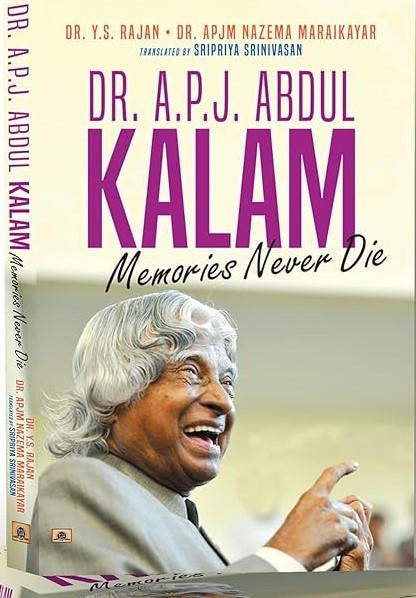 DR. Y.S. RAJAN • DR. APJM NAZEMA MARAIKAYAR
TRANSLATED BY SRIPRIYA SRINIVASAN
DR. A.P.J. ABDUL
KALAM
Memories Never Die
DR. A.P.J. ABDUL KALAM Memories Never Die
DR. Y.S. RAJAN
DR. APJM NAZEMA MARAIKAYAR
TRANSLATED BY SRIPRIYA SRINIVASAN
Memories